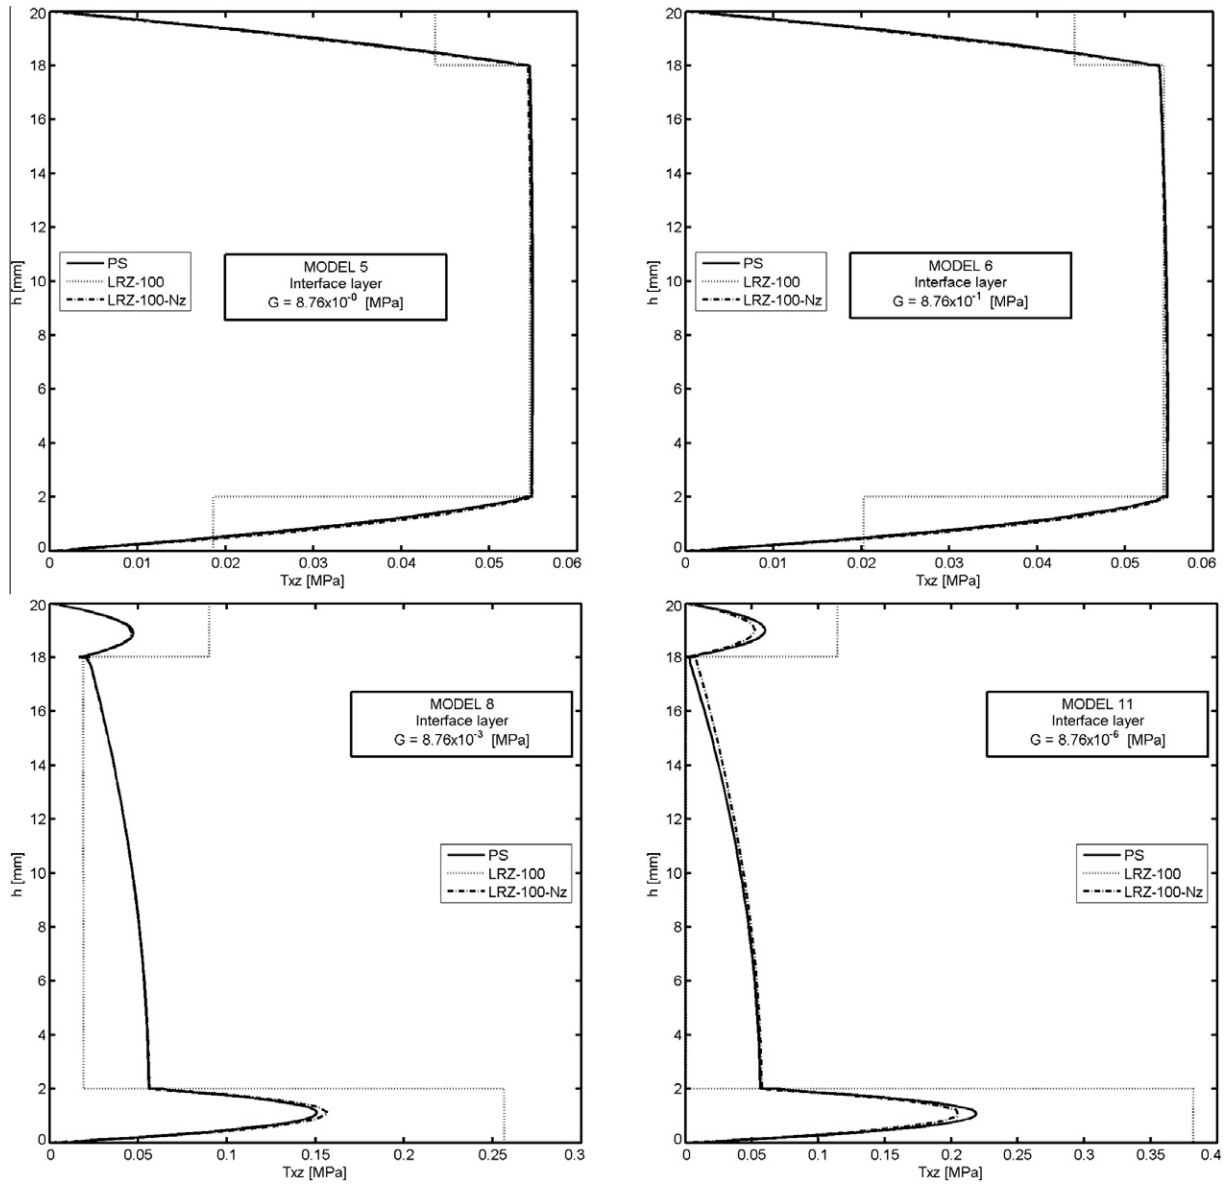 20
18
16
14
12
10
8
6
4
2
0
h [mm]
PS
LRZ-100
LRZ-100-Nz
MODEL 5
Interface layer
G = 8.76x10^-0 [MPa]
0 0.01 0.02 0.03 0.04 0.05 0.06
Txz [MPa]
20
18
16
14
12
10
8
6
4
2
0
h [mm]
PS
LRZ-100
LRZ-100-Nz
MODEL 6
Interface layer
G = 8.76x10^-1 [MPa]
0 0.01 0.02 0.03 0.04 0.05 0.06
Txz [MPa]
20
18
16
14
12
10
8
6
4
2
0
h [mm]
MODEL 8
Interface layer
G = 8.76x10^-3 [MPa]
PS
LRZ-100
LRZ-100-Nz
0 0.05 0.1 0.15 0.2 0.25 0.3
Txz [MPa]
20
18
16
14
12
10
8
6
4
2
0
h [mm]
MODEL 11
Interface layer
G = 8.76x10^-6 [MPa]
PS
LRZ-100
LRZ-100-Nz
0 0.05 0.1 0.15 0.2 0.25 0.3 0.35 0.4
Txz [MPa]